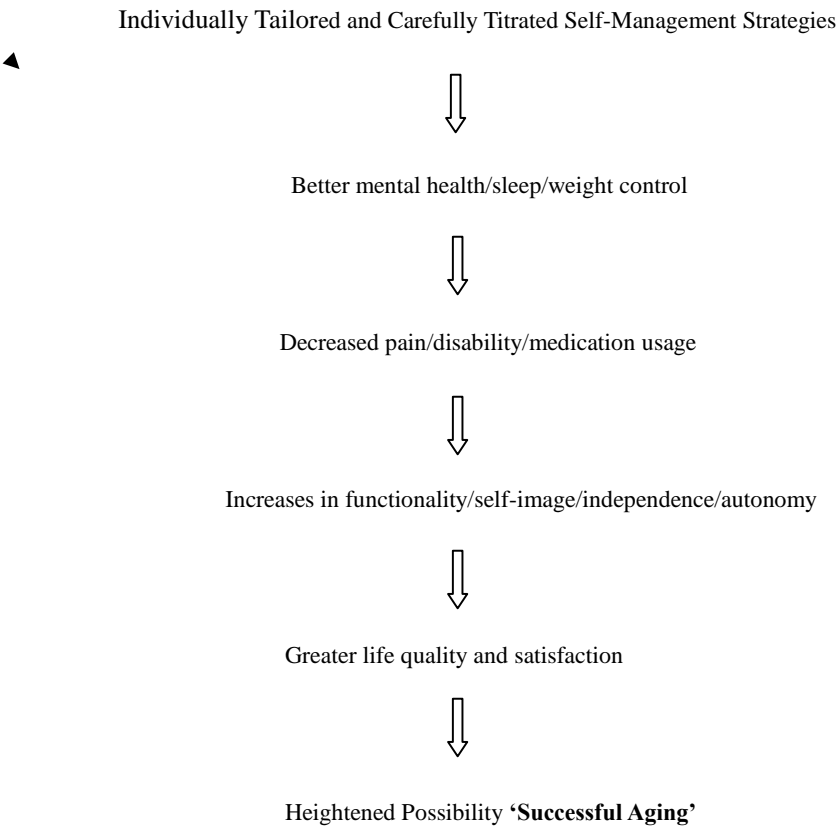 Individually Tailored and Carefully Titrated Self-Management Strategies
Better mental health/sleep/weight control
Decreased pain/disability/medication usage
Increases in functionality/self-image/independence/autonomy
Greater life quality and satisfaction
Heightened Possibility ‘Successful Aging’